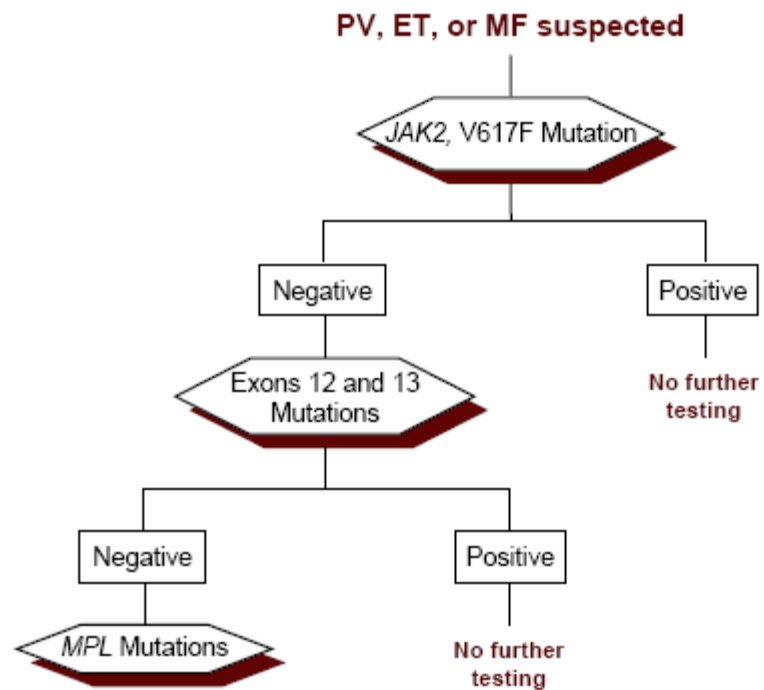 PV, ET, or MF suspected
JAK2, V617F Mutation
Negative
Positive
Exons 12 and 13
Mutations
No further
testing
Negative
Positive
MPL Mutations
No further
testing